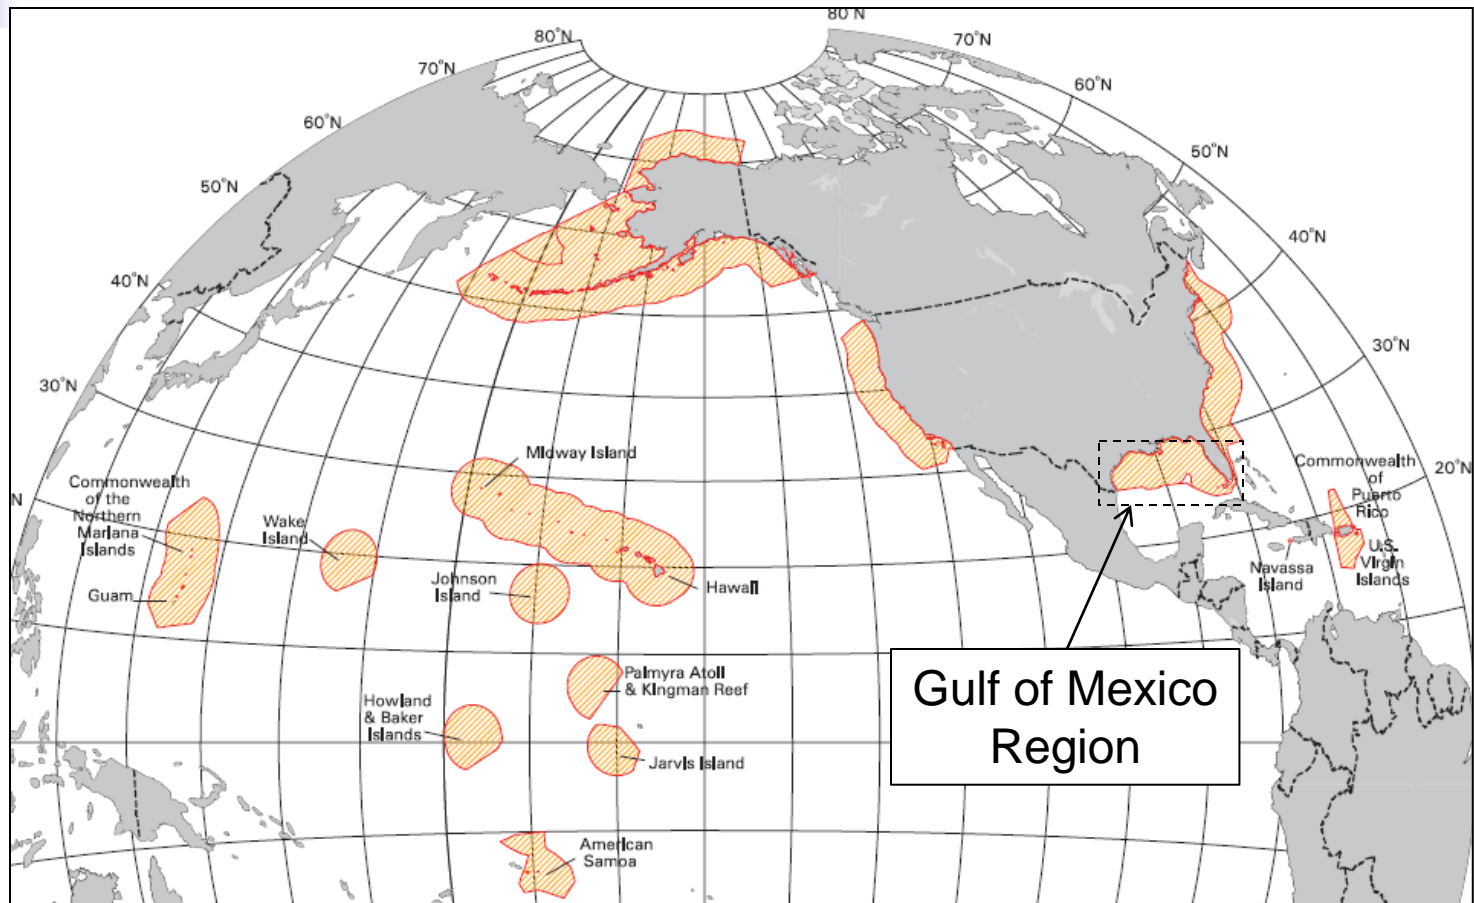 80°N
80°N
70°N
70°N
60°N
60°N
50°N
50°N
40°N
40°N
30°N
30°N
20°N
N
Midway Island
Commonwealth
of the
Northern
Mariana
Islands
Guam
Wake
Island
Johnson
Island
Hawaii
Commonwealth
of
Puerto
Rico
U.S.
Virgin
Islands
Navassa
Island
Palmyra Atoll
& Kingman Reef
Howland
& Baker
Islands
Jarvis Island
American
Samoa
Gulf of Mexico
Region